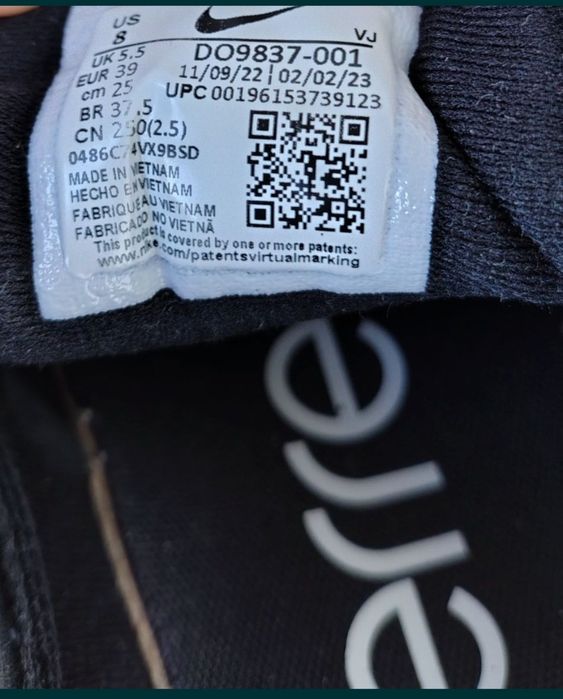 US
8
UK 5.5
EUR 39
cm 25
BR 37.5
CN 250(2.5)
VJ
DO9837-001
11/09/22 | 02/02/23
UPC 00196153739123
0486C74VX9BSD
MADE IN VIETNAM
HECHO EN VIETNAM
FABRIQUE AU VIETNAM
FABRICADO NO VIETNÃ
This product is covered by one or more patents:
www.nike.com/patentsvirtualmarking
erre